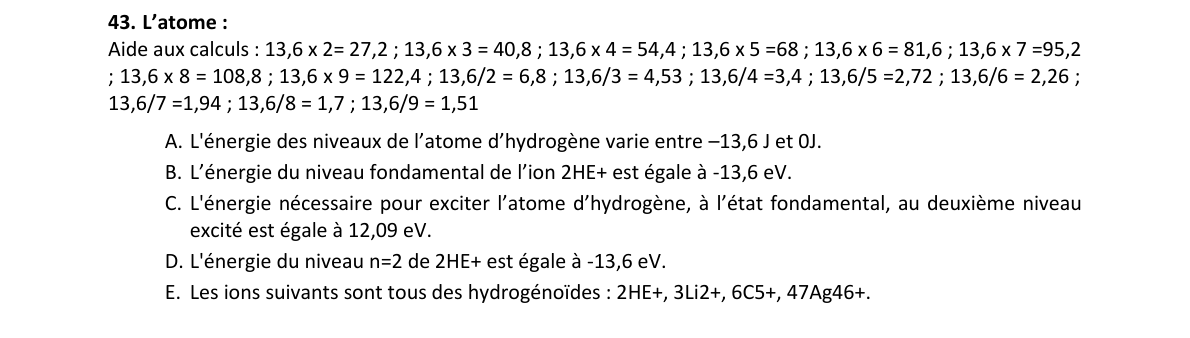 43. L’atome :
Aide aux calculs : 13,6 x 2= 27,2 ; 13,6 x 3 = 40,8 ; 13,6 x 4 = 54,4 ; 13,6 x 5 =68 ; 13,6 x 6 = 81,6 ; 13,6 x 7 =95,2
; 13,6 x 8 = 108,8 ; 13,6 x 9 = 122,4 ; 13,6/2 = 6,8 ; 13,6/3 = 4,53 ; 13,6/4 =3,4 ; 13,6/5 =2,72 ; 13,6/6 = 2,26 ;
13,6/7 =1,94 ; 13,6/8 = 1,7 ; 13,6/9 = 1,51
A. L'énergie des niveaux de l’atome d’hydrogène varie entre –13,6 J et 0J.
B. L’énergie du niveau fondamental de l’ion 2HE+ est égale à -13,6 eV.
C. L'énergie nécessaire pour exciter l’atome d’hydrogène, à l’état fondamental, au deuxième niveau
excité est égale à 12,09 eV.
D. L'énergie du niveau n=2 de 2HE+ est égale à -13,6 eV.
E. Les ions suivants sont tous des hydrogénoïdes : 2HE+, 3Li2+, 6C5+, 47Ag46+.